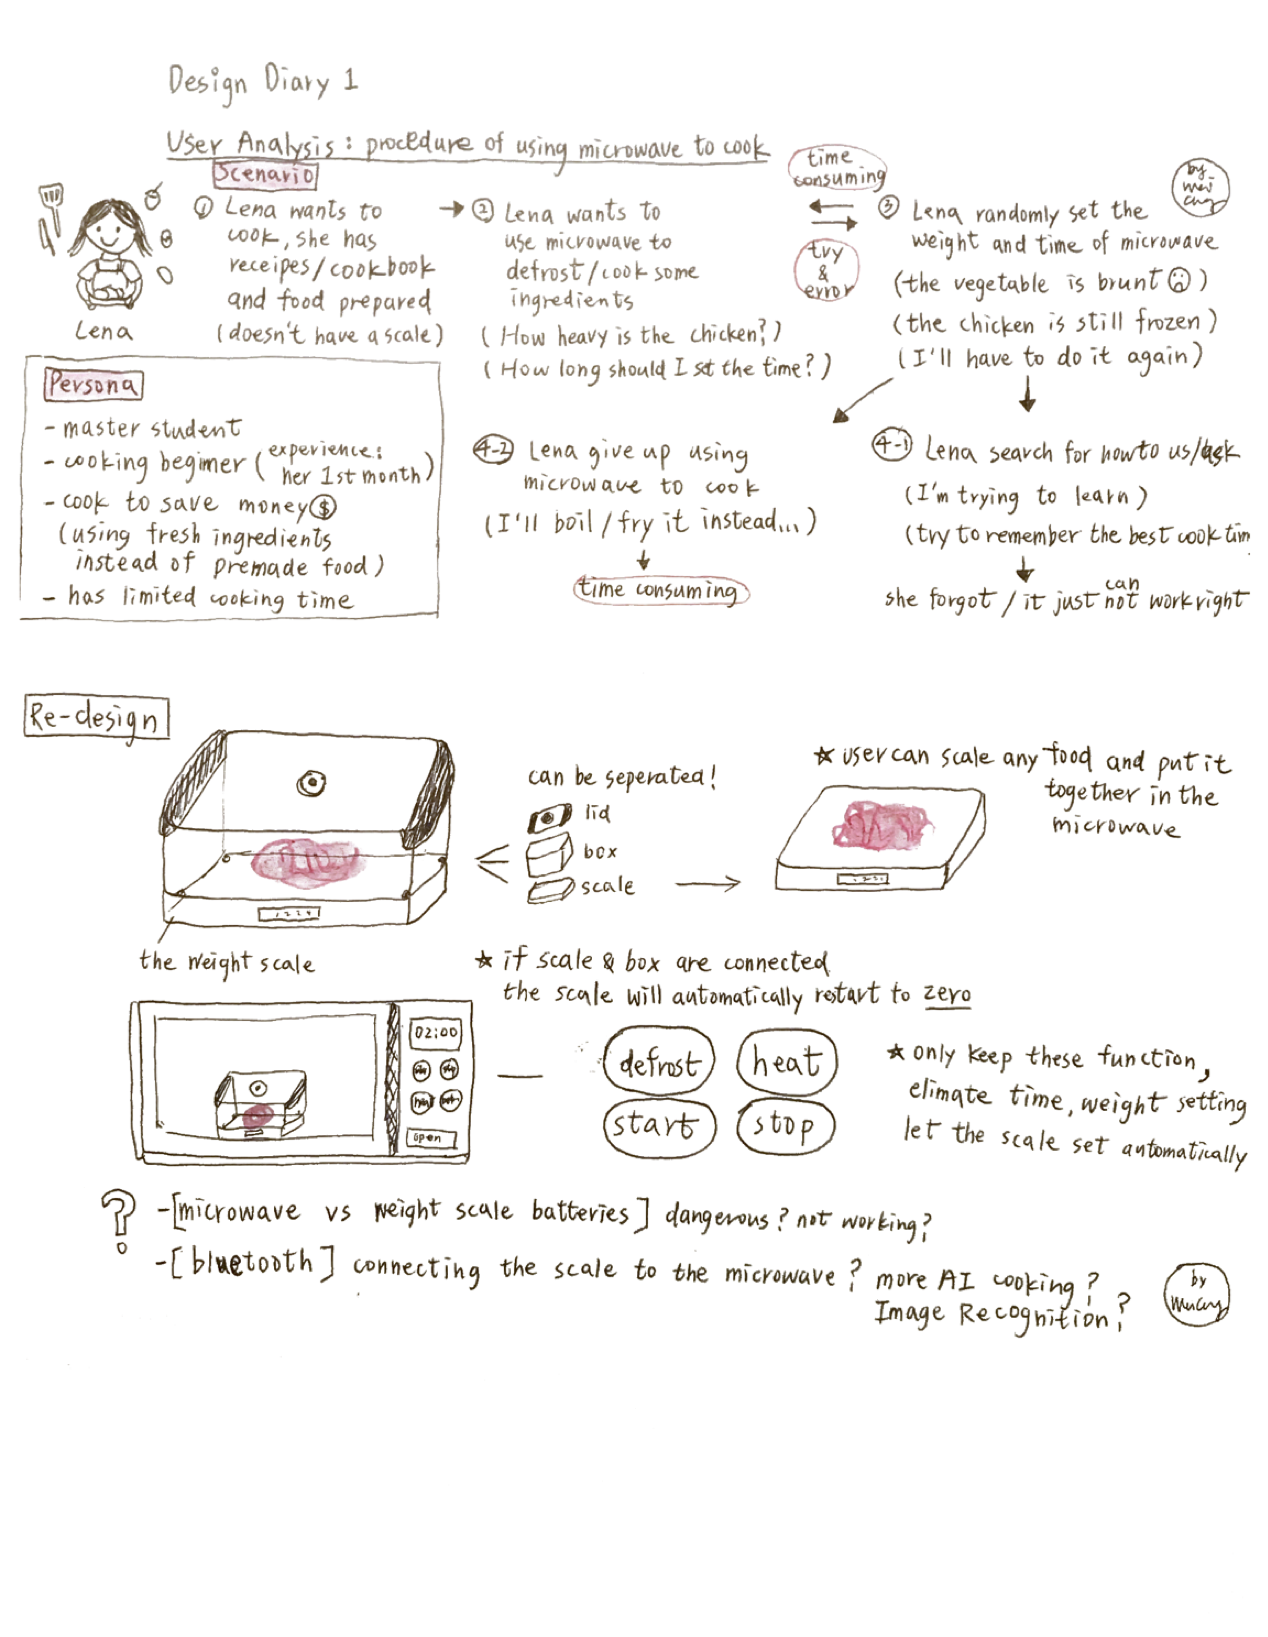 Design Diary 1
User Analysis : procedure of using microwave to cook
Scenario
① Lena wants to
cook, she has
receipes/cookbook
and food prepared
(doesn't have a scale)
Lena
② Lena wants to
use microwave to
defrost/cook some
ingredients
(How heavy is the chicken?)
(How long should I set the time?)
time
consuming
try
&
error
by
③ Lena randomly set the
weight and time of microwave
(the vegetable is brunt )
(the chicken is still frozen)
(I'll have to do it again)
Persona
- master student
- cooking beginner (experience:
her 1st month)
- cook to save money $
(using fresh ingredients
instead of premade food)
- has limited cooking time
4-2 Lena give up using
microwave to cook
(I'll boil/fry it instead...)
time consuming
4-1 Lena search for how to us/ask
(I'm trying to learn)
(try to remember the best cook tim
she forgot / it just can
not work right
Re-design
can be seperated!
lid
box
scale
the weight scale
★ user can scale any food and put it
together in the
microwave
★ if scale & box are connected
the scale will automatically restart to zero
02:00
open
defrost
heat
start
stop
★ only keep these function,
elimate time, weight setting
let the scale set automatically
? - [microwave vs weight scale batteries] dangerous? not working?
- [bluetooth] connecting the scale to the microwave? more AI cooking?
Image Recognition?
by